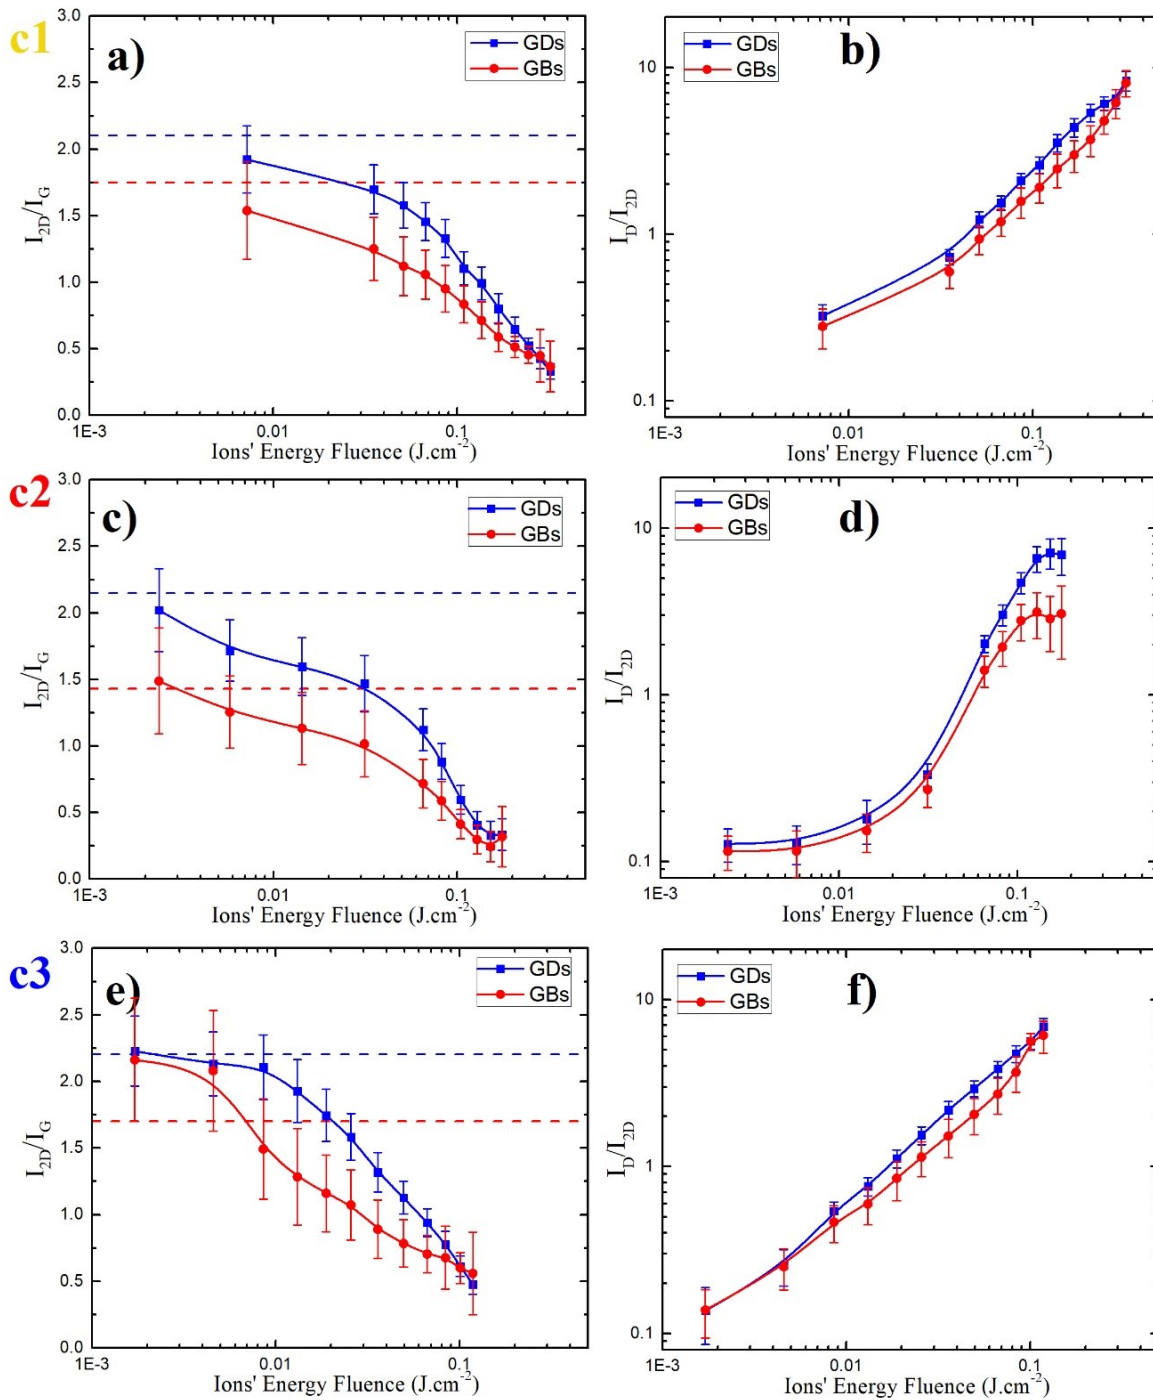 c1
a)
GDs
GBs
I2D/IG
3.0
2.5
2.0
1.5
1.0
0.5
0.0
1E-3
0.01
0.1
Ions' Energy Fluence (J.cm-2)
b)
GDs
GBs
ID/I2D
10
1
0.1
1E-3
0.01
0.1
Ions' Energy Fluence (J.cm-2)
c2
c)
GDs
GBs
I2D/IG
3.0
2.5
2.0
1.5
1.0
0.5
0.0
1E-3
0.01
0.1
Ions' Energy Fluence (J.cm-2)
d)
GDs
GBs
ID/I2D
10
1
0.1
1E-3
0.01
0.1
Ions' Energy Fluence (J.cm-2)
c3
e)
GDs
GBs
I2D/IG
3.0
2.5
2.0
1.5
1.0
0.5
0.0
1E-3
0.01
0.1
Ions' Energy Fluence (J.cm-2)
f)
GDs
GBs
ID/I2D
10
1
0.1
1E-3
0.01
0.1
Ions' Energy Fluence (J.cm-2)